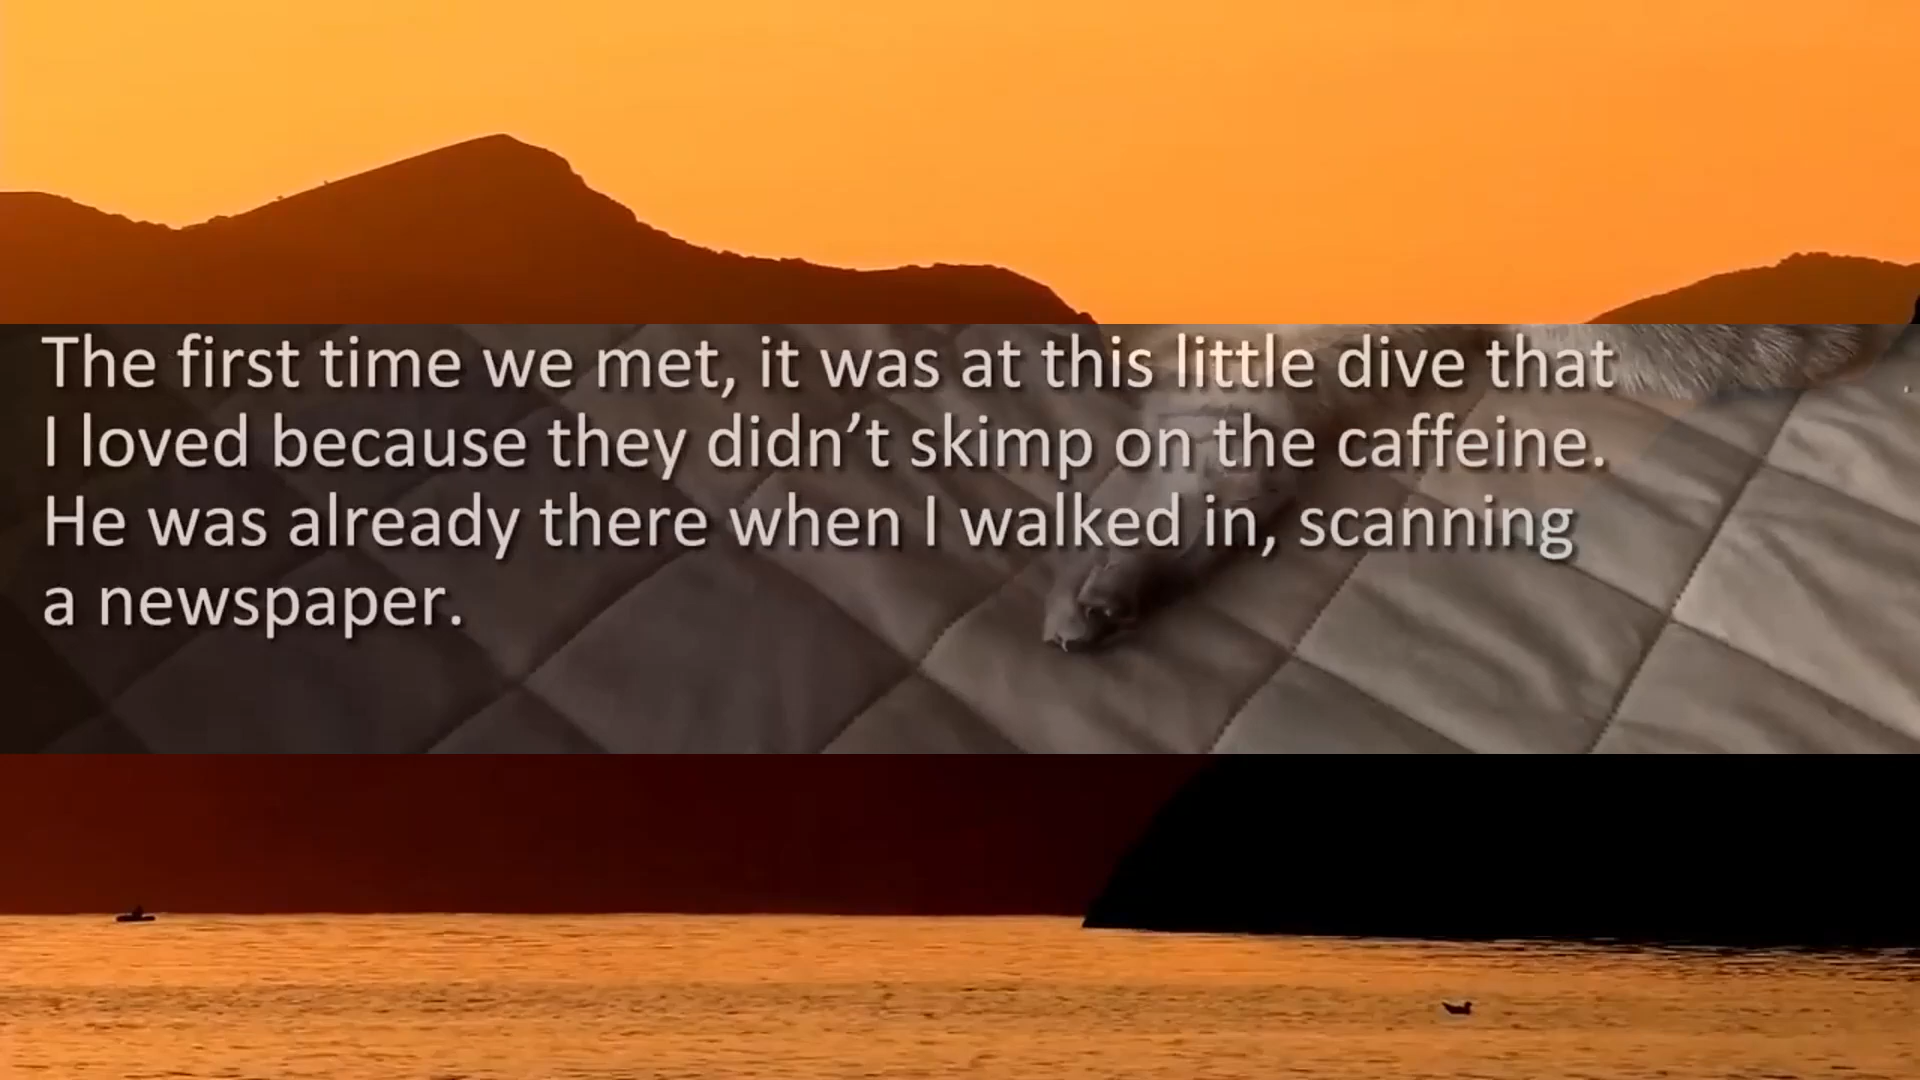 The first time we met, it was at this little dive that
I loved because they didn’t skimp on the caffeine.
He was already there when I walked in, scanning
a newspaper.